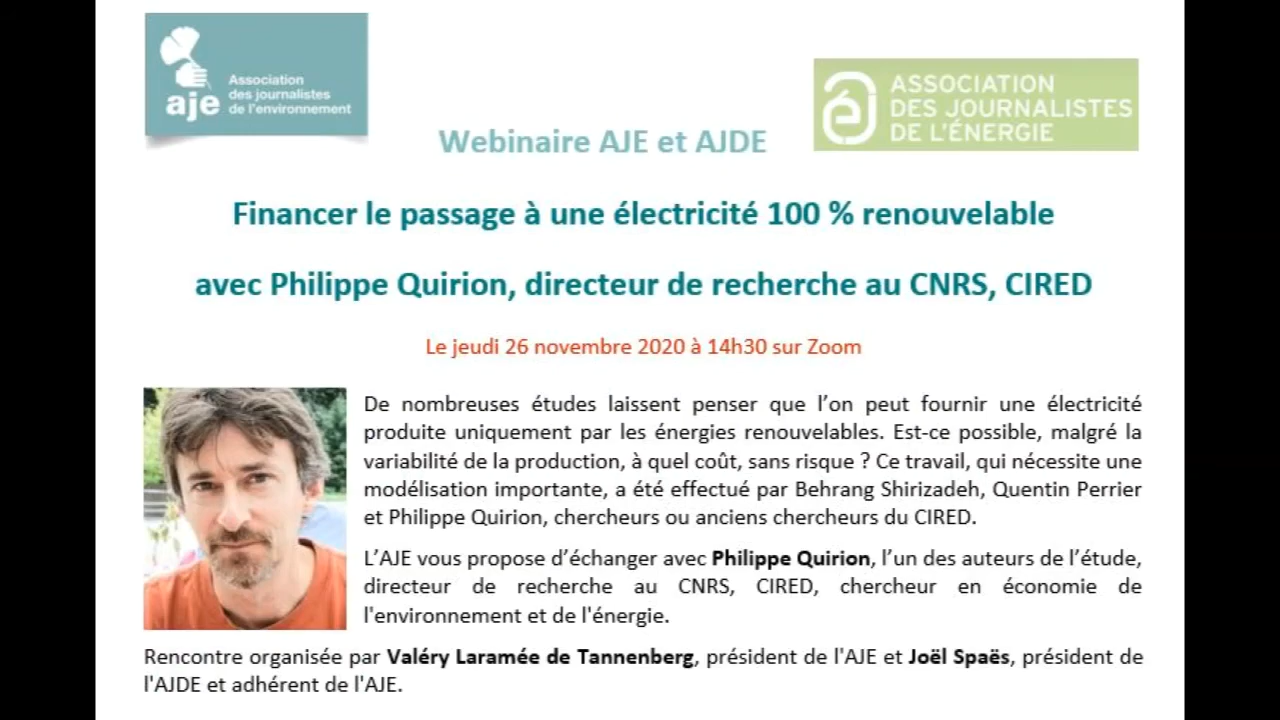 aje
Association
des journalistes
de l'environnement
ASSOCIATION
DES JOURNALISTES
DE L'ÉNERGIE
Webinaire AJE et AJDE
Financer le passage à une électricité 100 % renouvelable
avec Philippe Quirion, directeur de recherche au CNRS, CIRED
Le jeudi 26 novembre 2020 à 14h30 sur Zoom
De nombreuses études laissent penser que l’on peut fournir une électricité
produite uniquement par les énergies renouvelables. Est-ce possible, malgré la
variabilité de la production, à quel coût, sans risque ? Ce travail, qui nécessite une
modélisation importante, a été effectué par Behrang Shirizadeh, Quentin Perrier
et Philippe Quirion, chercheurs ou anciens chercheurs du CIRED.
L’AJE vous propose d’échanger avec Philippe Quirion, l’un des auteurs de l’étude,
directeur de recherche au CNRS, CIRED, chercheur en économie de
l'environnement et de l'énergie.
Rencontre organisée par Valéry Laramée de Tannenberg, président de l'AJE et Joël Spaës, président de
l'AJDE et adhérent de l'AJE.